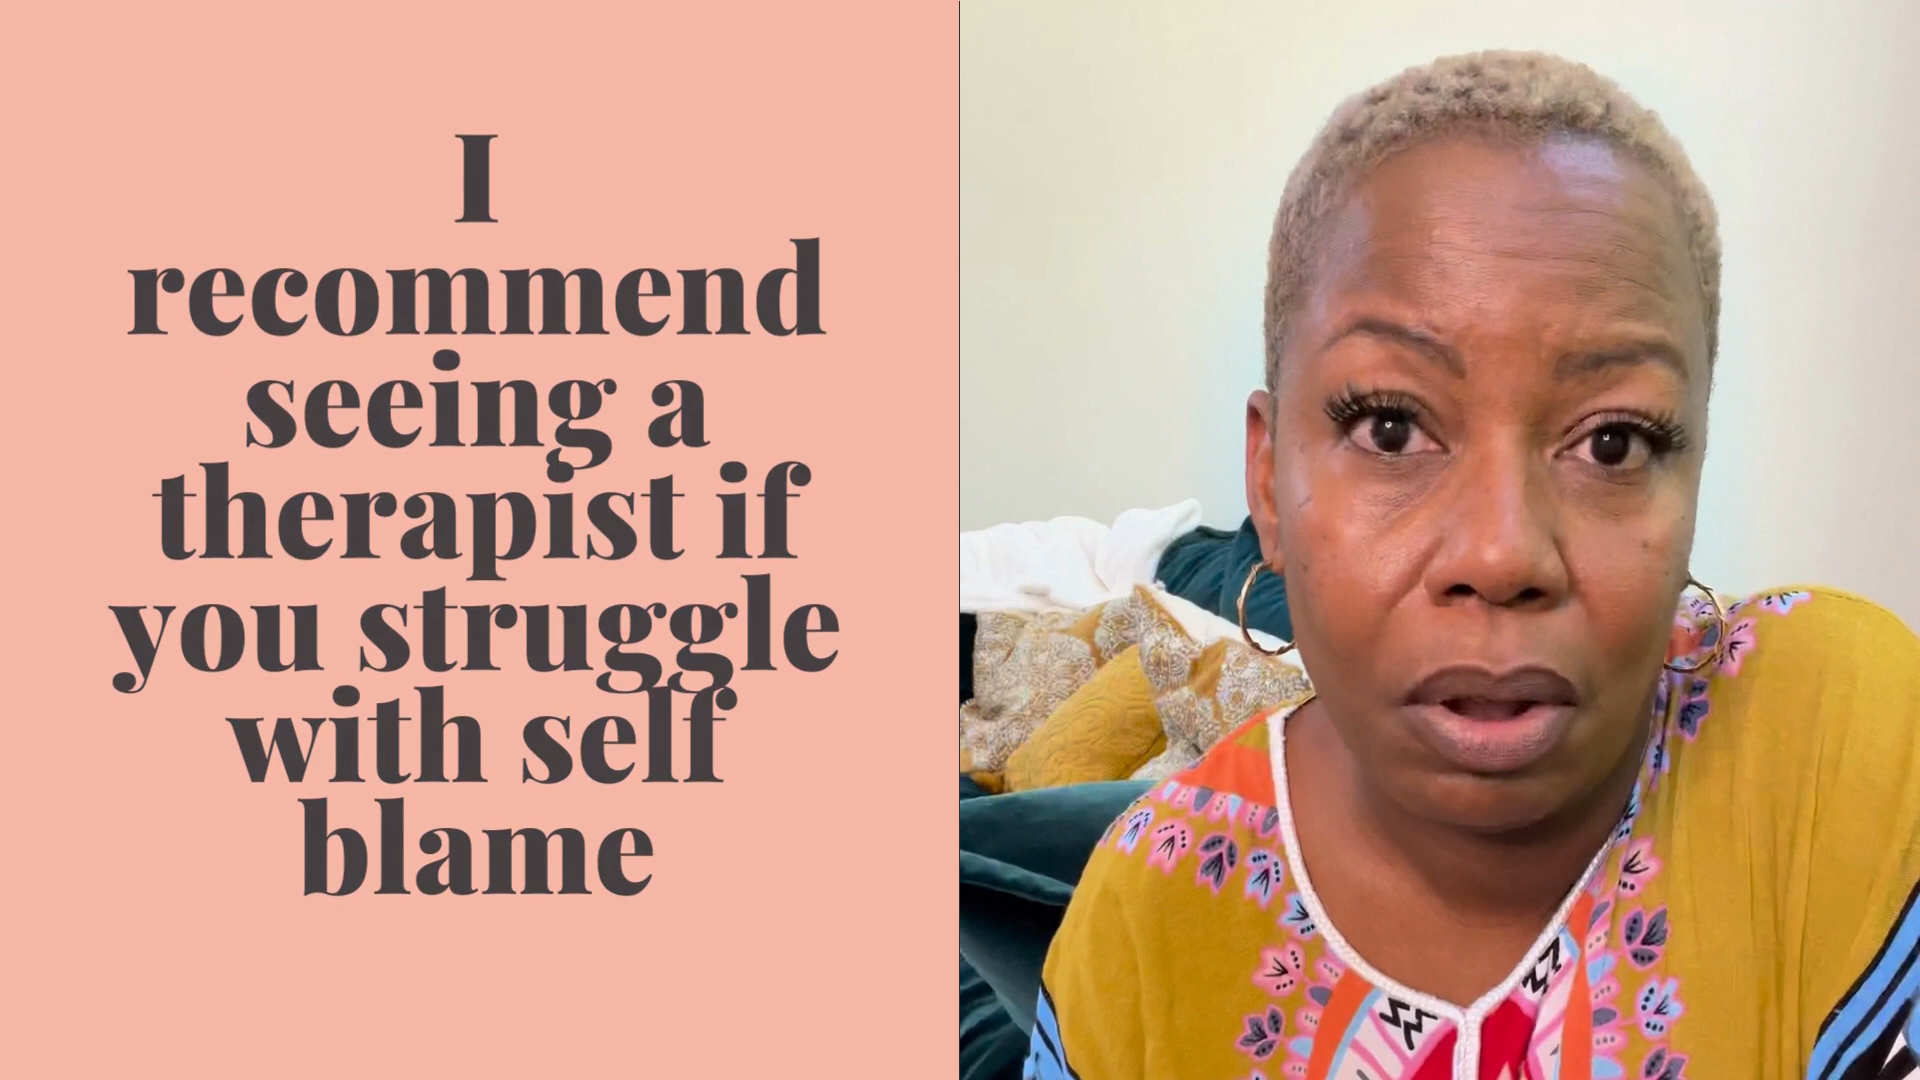 I
recommend
seeing a
therapist if
you struggle
with self
blame